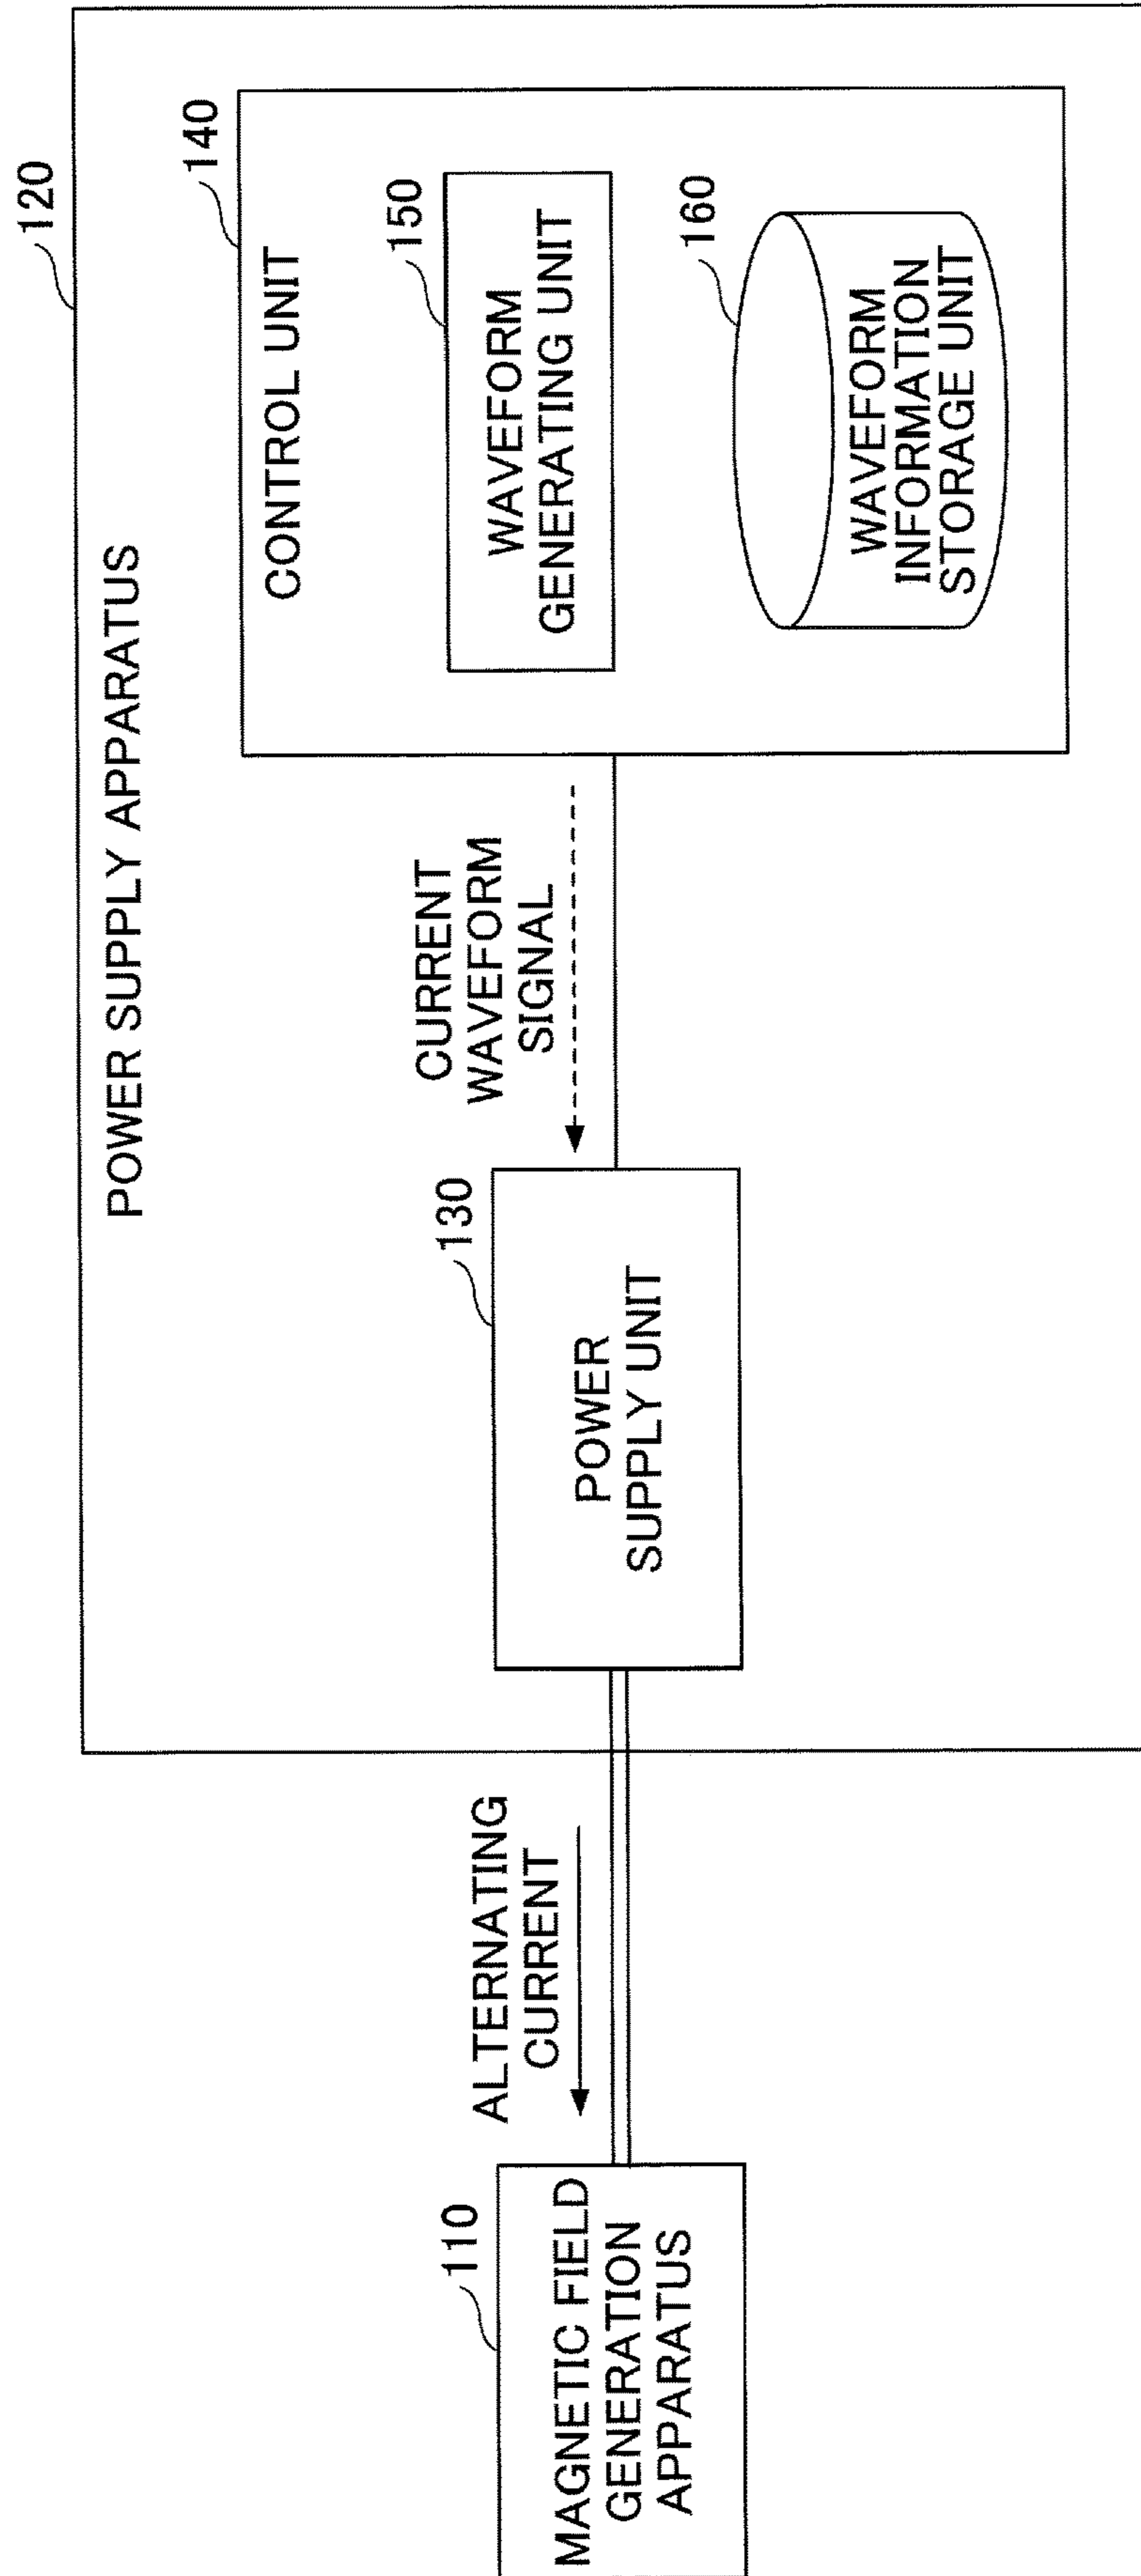 120
POWER SUPPLY APPARATUS
140
CONTROL UNIT
150
WAVEFORM
GENERATING UNIT
160
WAVEFORM
INFORMATION
STORAGE UNIT
CURRENT
WAVEFORM
SIGNAL
130
POWER
SUPPLY UNIT
ALTERNATING
CURRENT
110
MAGNETIC FIELD
GENERATION
APPARATUS